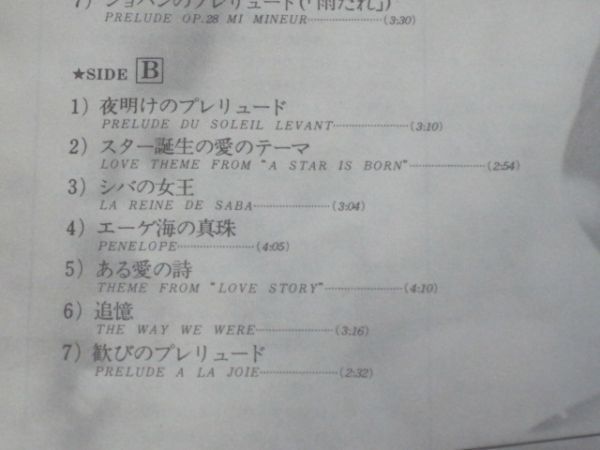 7) ショパンのプレリュード(「雨だれ」)
PRELUDE OP.28 MI MINEUR…………(3:30)
★SIDE B
1) 夜明けのプレリュード
PRELUDE DU SOLEIL LEVANT…………(3:10)
2) スター誕生の愛のテーマ
LOVE THEME FROM "A STAR IS BORN"…………(2:54)
3) シバの女王
LA REINE DE SABA…………(3:04)
4) エーゲ海の真珠
PENELOPE…………(4:05)
5) ある愛の詩
THEME FROM "LOVE STORY"…………(4:10)
6) 追憶
THE WAY WE WERE…………(3:16)
7) 歓びのプレリュード
PRELUDE A LA JOIE…………(2:32)